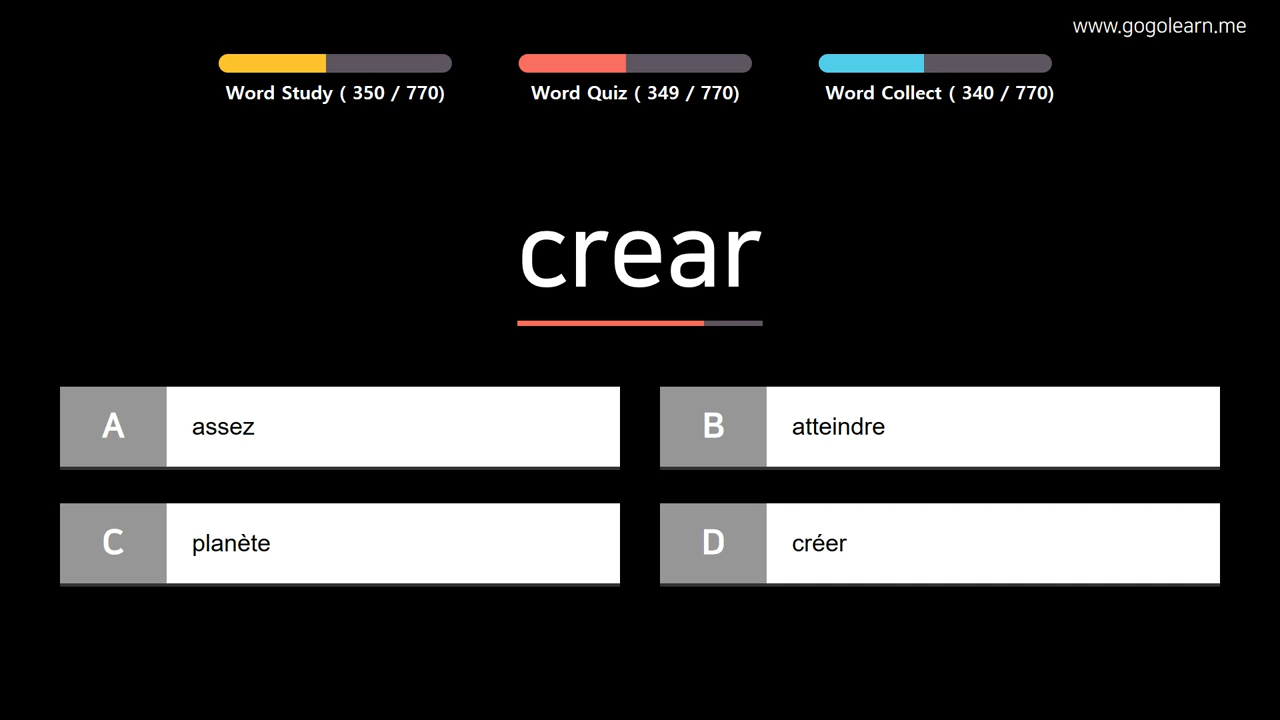 www.gogolearn.me
Word Study ( 350 / 770)
Word Quiz ( 349 / 770)
Word Collect ( 340 / 770)
crear
A assez
B atteindre
C planète
D créer